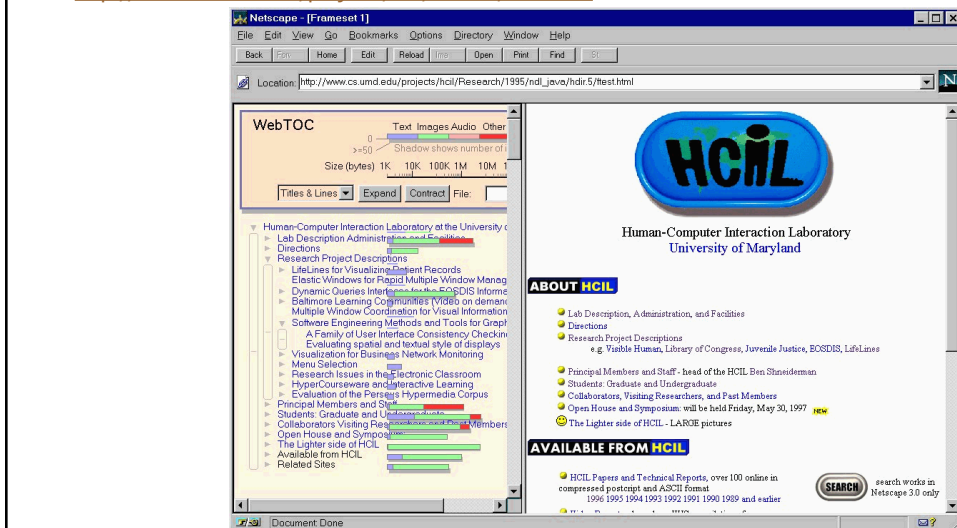 Netscape - [Frameset 1]
File Edit View Go Bookmarks Options Directory Window Help
Back Home Edit Reload Open Print Find
Location: http://www.cs.umd.edu/projects/hcil/Research/1995/ndl_java/hdir.5/ttest.html
N
WebTOC
Text Images Audio Other
0
>=50 Shadow shows number of
Size (bytes) 1K 10K 100K 1M 10M
Titles & Lines Expand Contract File:
Human-Computer Interaction Laboratory at the University
Lab Description Administration and Facilities
Directions
Research Project Descriptions
LifeLines for Visualizing Patient Records
Elastic Windows for Rapid Multiple Window Manag
Dynamic Queries Interfaces for the EOSDIS Informa
Baltimore Learning Communities (Video on demand
Multiple Window Coordination for Visual Information
Software Engineering Methods and Tools for Graph
A Family of User Interface Consistency Checkin
Evaluating spatial and textual style of displays
Visualization for Business Network Monitoring
Menu Selection
Research Issues in the Electronic Classroom
HyperCourseware and Interactive Learning
Evaluation of the Perseus Hypermedia Corpus
Principal Members and Staff
Students: Graduate and Undergraduate
Collaborators Visiting Researchers and Past Members
Open House and Symposium
The Lighter side of HCIL
Available from HCIL
Related Sites
HCIL
Human-Computer Interaction Laboratory
University of Maryland
ABOUT HCIL
Lab Description, Administration, and Facilities
Directions
Research Project Descriptions
e.g. Visible Human, Library of Congress, Juvenile Justice, EOSDIS, LifeLines
Principal Members and Staff - head of the HCIL Ben Shneiderman
Students: Graduate and Undergraduate
Collaborators, Visiting Researchers, and Past Members
Open House and Symposium: will be held Friday, May 30, 1997 NEW
The Lighter side of HCIL - LARGE pictures
AVAILABLE FROM HCIL
HCIL Papers and Technical Reports, over 100 online in
compressed postcript and ASCII format
1996 1995 1994 1993 1992 1991 1990 1989 and earlier
SEARCH search works in
Netscape 3.0 only
Document Done